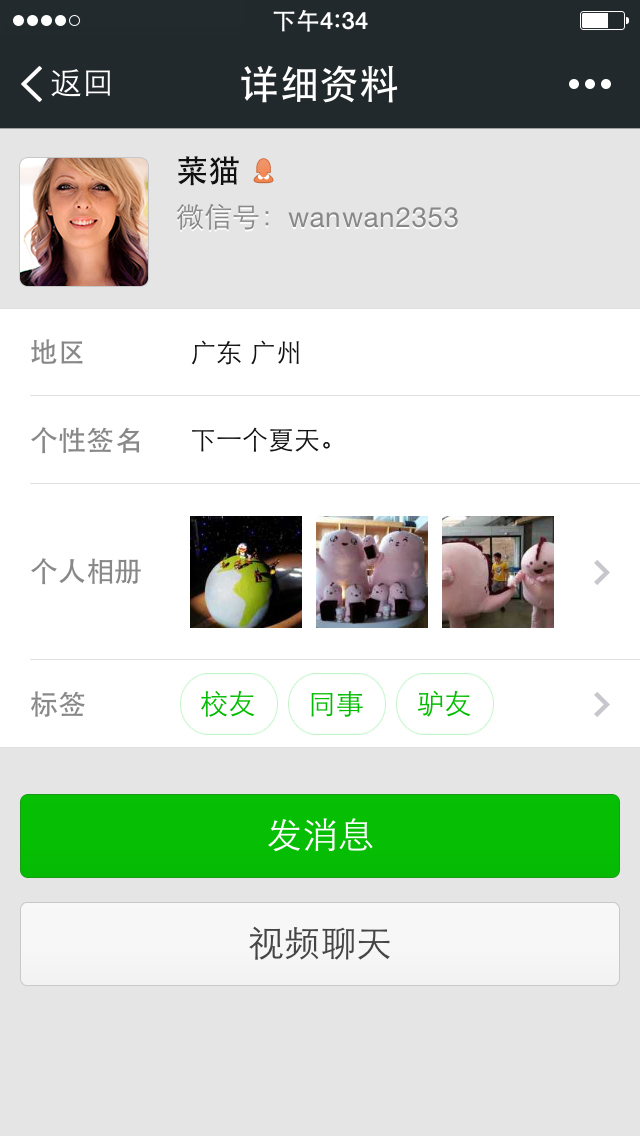 下午4:34
返回
详细资料
菜猫
微信号：wanwan2353
地区
广东 广州
个性签名
下一个夏天。
个人相册
标签
校友
同事
驴友
发消息
视频聊天